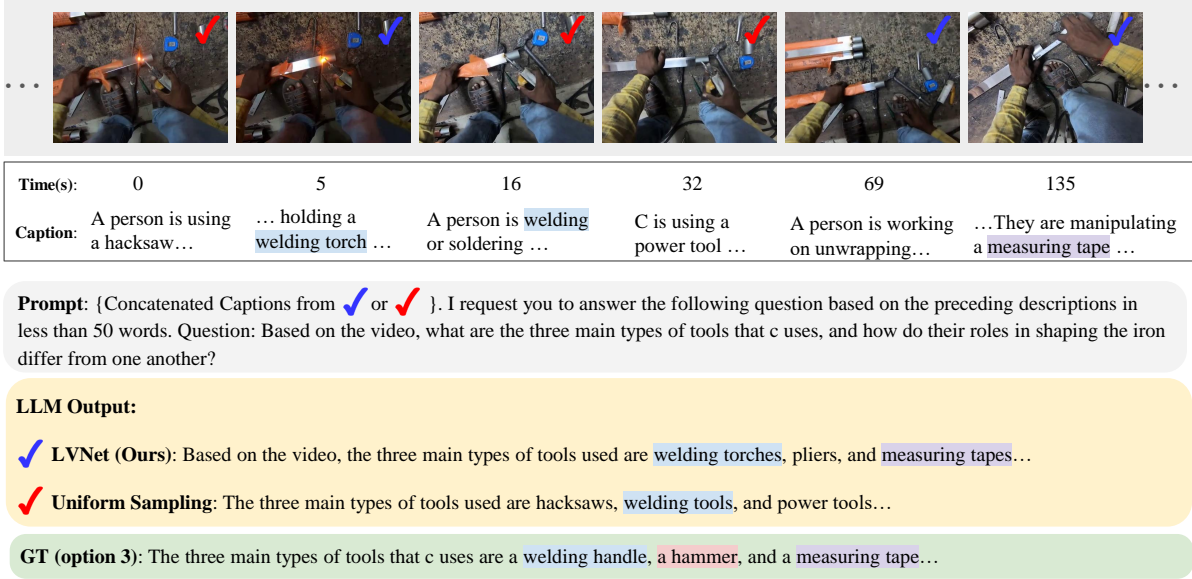 Time(s): 0 5 16 32 69 135
Caption: A person is using a hacksaw… … holding a welding torch … A person is welding or soldering … C is using a power tool … A person is working on unwrapping… …They are manipulating a measuring tape …
Prompt: {Concatenated Captions from ✓ or ✓ }. I request you to answer the following question based on the preceding descriptions in
less than 50 words. Question: Based on the video, what are the three main types of tools that c uses, and how do their roles in shaping the iron
differ from one another?
LLM Output:
LVNet (Ours): Based on the video, the three main types of tools used are welding torches, pliers, and measuring tapes…
Uniform Sampling: The three main types of tools used are hacksaws, welding tools, and power tools…
GT (option 3): The three main types of tools that c uses are a welding handle, a hammer, and a measuring tape…